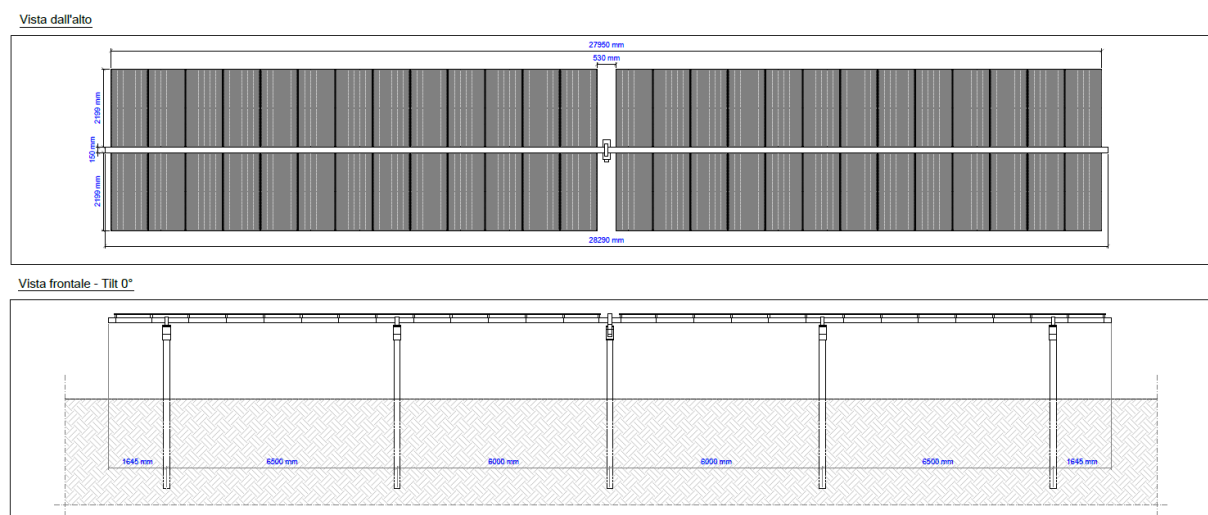 Vista dall'alto
27950 mm
530 mm
2199 mm
150 mm
2199 mm
28290 mm
Vista frontale - Tilt 0°
1645 mm
6500 mm
6000 mm
6000 mm
6500 mm
1645 mm